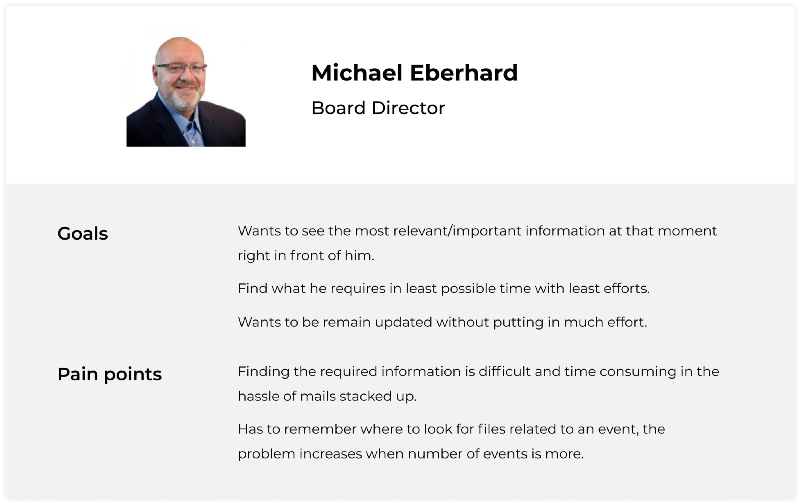 Michael Eberhard
Board Director
Goals
Wants to see the most relevant/important information at that moment
right in front of him.
Find what he requires in least possible time with least efforts.
Wants to be remain updated without putting in much effort.
Pain points
Finding the required information is difficult and time consuming in the
hassle of mails stacked up.
Has to remember where to look for files related to an event, the
problem increases when number of events is more.